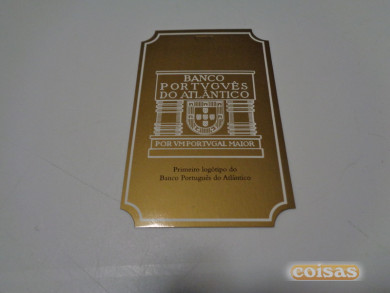 BANCO
PORTVGVÊS
DO ATLÂNTICO
POR VM PORTVGAL MAIOR
Primeiro logótipo do
Banco Português do Atlântico
coisas